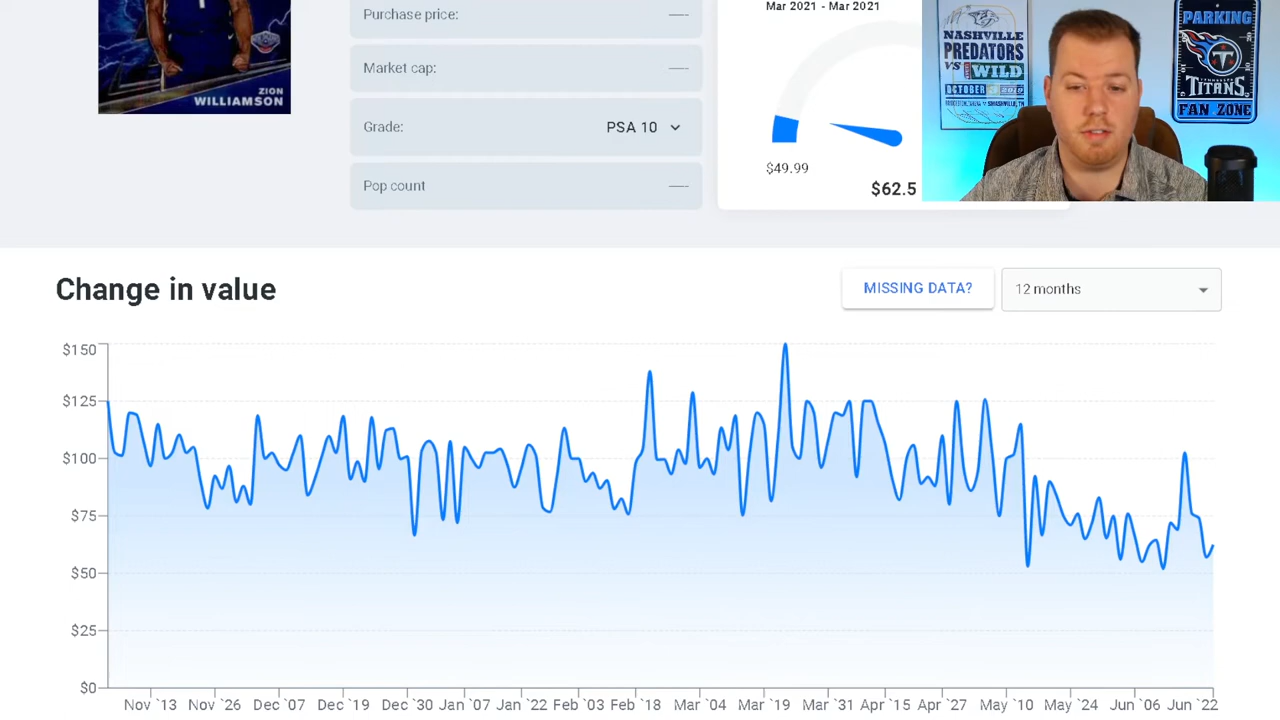 ZION
WILLIAMSON
Purchase price:
Market cap:
Grade: PSA 10
Pop count
Mar 2021 - Mar 2021
$49.99
$62.5
NASHVILLE
PREDATORS
VS WILD
PARKING
TITANS
FAN ZONE
Change in value
MISSING DATA?
12 months
$150
$125
$100
$75
$50
$25
$0
Nov `13 Nov `26 Dec `07 Dec `19 Dec `30 Jan `07 Jan `22 Feb `03 Feb `18 Mar `04 Mar `19 Mar `31 Apr `15 Apr `27 May `10 May `24 Jun `06 Jun `22